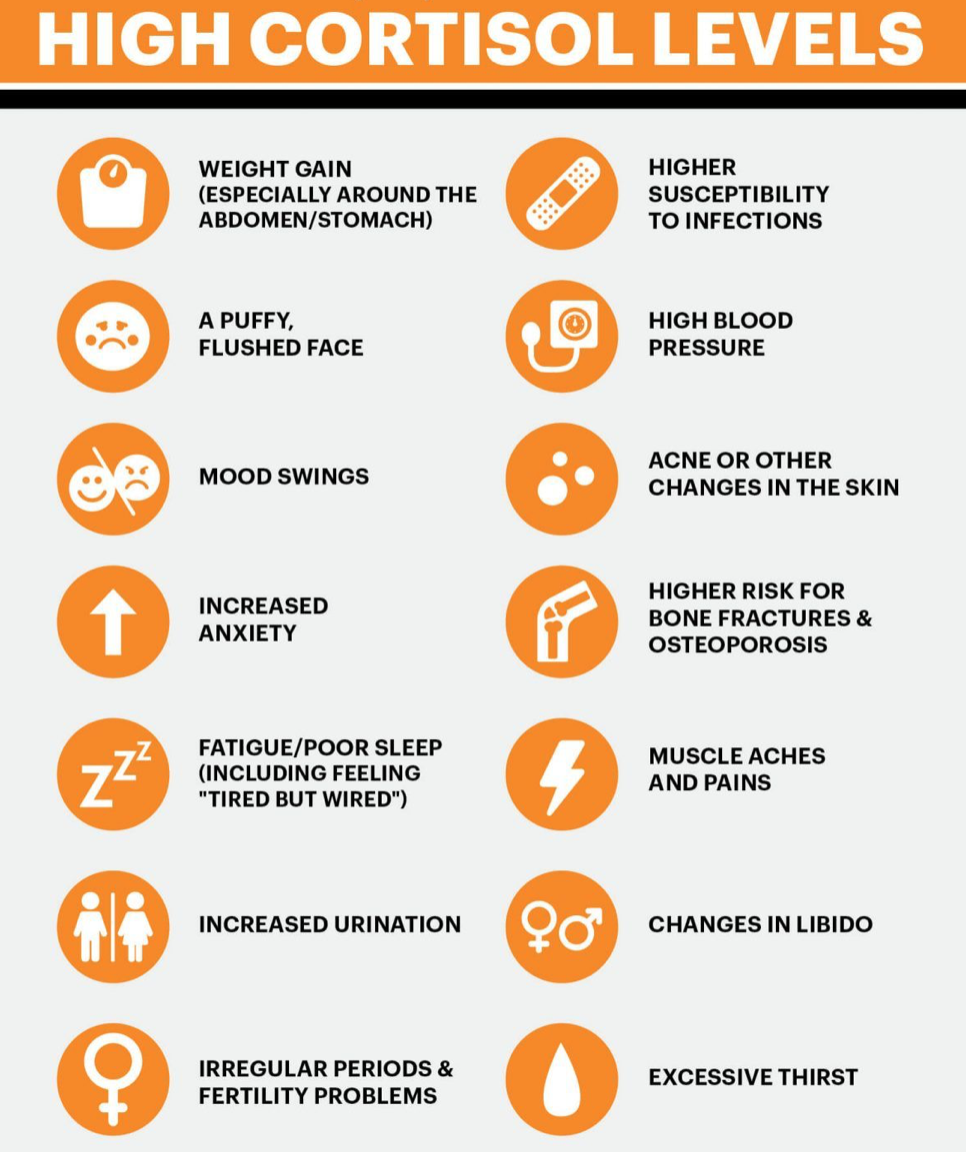 HIGH CORTISOL LEVELS
WEIGHT GAIN
(ESPECIALLY AROUND THE
ABDOMEN/STOMACH)
HIGHER
SUSCEPTIBILITY
TO INFECTIONS
A PUFFY,
FLUSHED FACE
HIGH BLOOD
PRESSURE
MOOD SWINGS
ACNE OR OTHER
CHANGES IN THE SKIN
INCREASED
ANXIETY
HIGHER RISK FOR
BONE FRACTURES &
OSTEOPOROSIS
FATIGUE/POOR SLEEP
(INCLUDING FEELING
"TIRED BUT WIRED")
MUSCLE ACHES
AND PAINS
INCREASED URINATION
CHANGES IN LIBIDO
IRREGULAR PERIODS &
FERTILITY PROBLEMS
EXCESSIVE THIRST